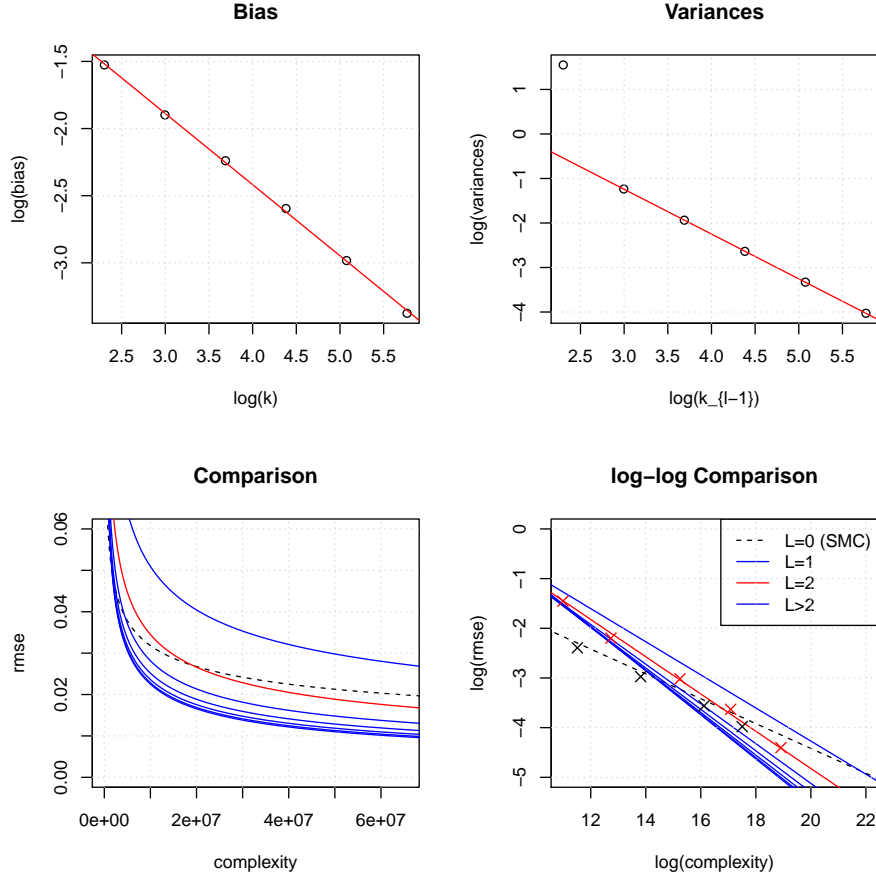 Bias
log(bias)
−1.5
−2.0
−2.5
−3.0
2.5 3.0 3.5 4.0 4.5 5.0 5.5
log(k)
Variances
log(variances)
1
0
−1
−2
−3
−4
2.5 3.0 3.5 4.0 4.5 5.0 5.5
log(k_{l−1})
Comparison
rmse
0.06
0.04
0.02
0.00
0e+00 2e+07 4e+07 6e+07
complexity
log−log Comparison
log(rmse)
0
−1
−2
−3
−4
−5
12 14 16 18 20 22
log(complexity)
L=0 (SMC)
L=1
L=2
L>2